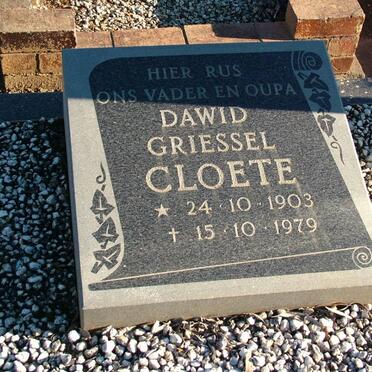 HIER RUS
ONS VADER EN OUPA
DAWID
GRIESSEL
CLOETE
★ 24·10·1903
† 15·10·1979